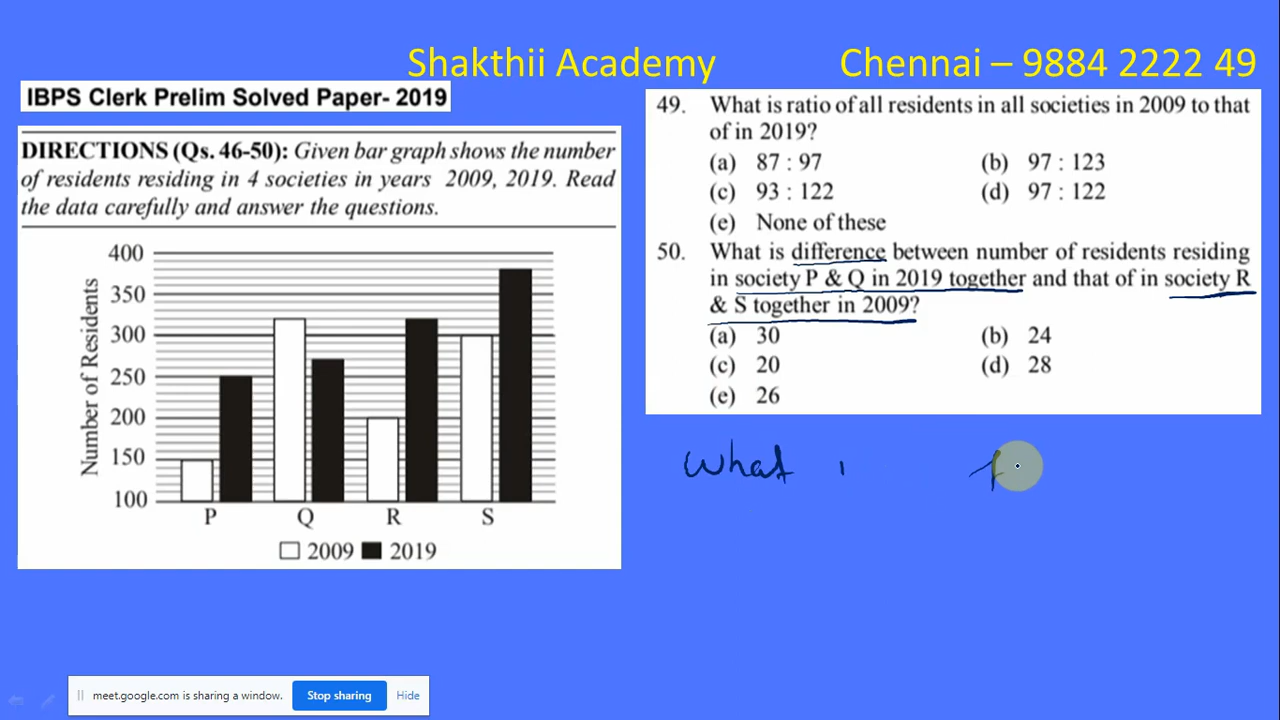 Shakthii Academy Chennai – 9884 2222 49
IBPS Clerk Prelim Solved Paper- 2019
DIRECTIONS (Qs. 46-50): Given bar graph shows the number
of residents residing in 4 societies in years 2009, 2019. Read
the data carefully and answer the questions.
Number of Residents
400
350
300
250
200
150
100
P Q R S
2009 2019
49. What is ratio of all residents in all societies in 2009 to that
of in 2019?
(a) 87 : 97 (b) 97 : 123
(c) 93 : 122 (d) 97 : 122
(e) None of these
50. What is difference between number of residents residing
in society P & Q in 2019 together and that of in society R
& S together in 2009?
(a) 30 (b) 24
(c) 20 (d) 28
(e) 26
What
meet.google.com is sharing a window. Stop sharing Hide